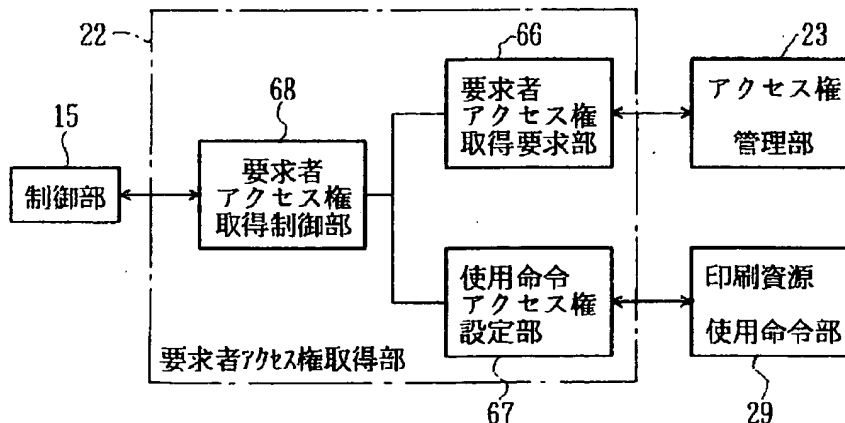 22
66
23
68
15
要求者
アクセス権
取得要求部
アクセス権
管理部
制御部
要求者
アクセス権
取得制御部
使用命令
アクセス権
設定部
印刷資源
使用命令部
要求者アクセス権取得部
67
29